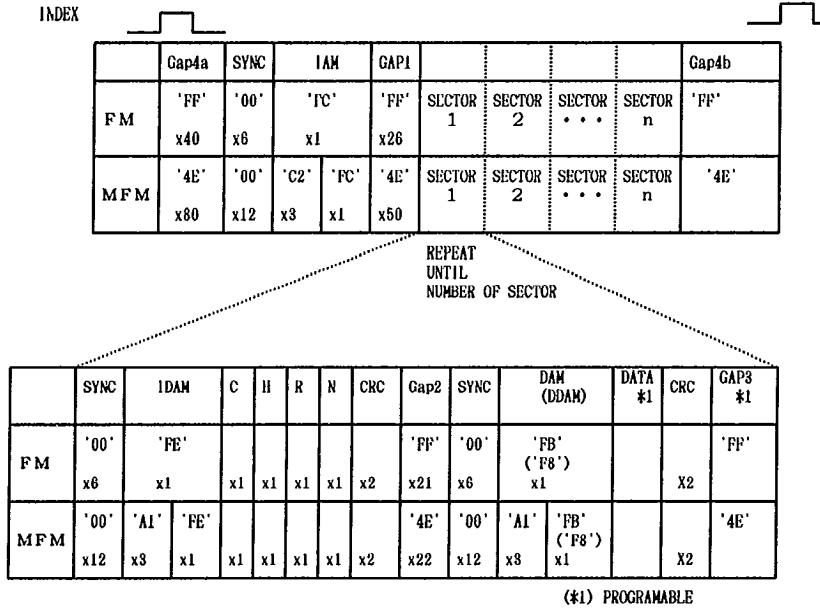 INDEX
Gap4a SYNC IAM GAP1 Gap4b
FM 'FF' x40 '00' x6 'FC' x1 'FF' x26 SECTOR 1 SECTOR 2 SECTOR ・・・ SECTOR n 'FF'
MFM '4E' x80 '00' x12 'C2' x3 'FC' x1 '4E' x50 SECTOR 1 SECTOR 2 SECTOR ・・・ SECTOR n '4E'
REPEAT
UNTIL
NUMBER OF SECTOR
SYNC IDAM C H R N CRC Gap2 SYNC DAM (DDAM) DATA *1 CRC GAP3 *1
FM '00' x6 'FE' x1 x1 x1 x1 x1 x2 'FF' x21 '00' x6 'FB' ('F8') x1 X2 'FF'
MFM '00' x12 'A1' x3 'FE' x1 x1 x1 x1 x1 x2 '4E' x22 '00' x12 'A1' x3 'FB' ('F8') x1 X2 '4E'
(*1) PROGRAMABLE